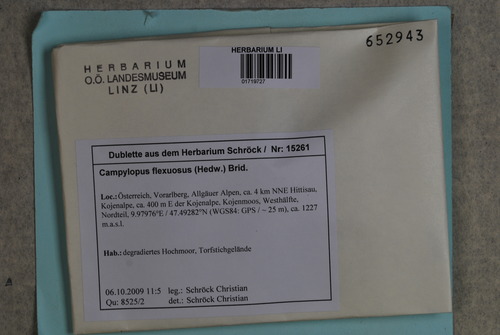 HERBARIUM
O.Ö. LANDESMUSEUM
LINZ (LI)
HERBARIUM LI
01719727
652943
Dublette aus dem Herbarium Schröck / Nr: 15261
Campylopus flexuosus (Hedw.) Brid.
Loc.: Österreich, Vorarlberg, Allgäuer Alpen, ca. 4 km NNE Hittisau,
Kojenalpe, ca. 400 m E der Kojenalpe, Kojenmoos, Westhälfte,
Nordteil, 9.97976°E / 47.49282°N (WGS84: GPS / ~ 25 m), ca. 1227
m.a.s.l.
Hab.: degradiertes Hochmoor, Torfstichgelände
06.10.2009 11:5 leg.: Schröck Christian
Qu: 8525/2 det.: Schröck Christian